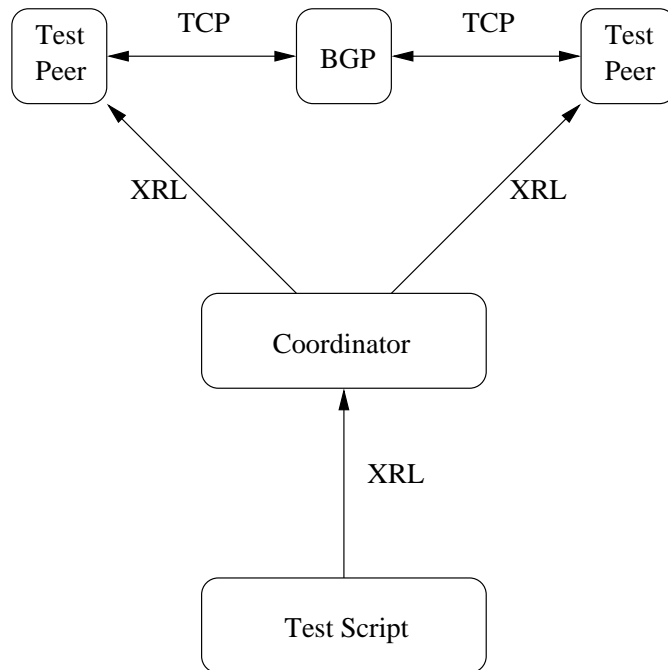 Test
Peer
TCP
BGP
TCP
Test
Peer
XRL
XRL
Coordinator
XRL
Test Script